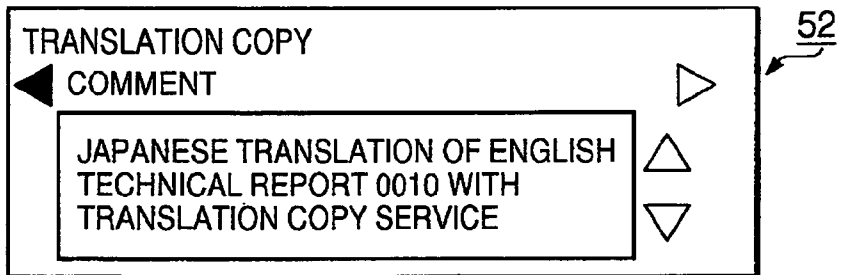 TRANSLATION COPY
52
COMMENT
JAPANESE TRANSLATION OF ENGLISH
TECHNICAL REPORT 0010 WITH
TRANSLATION COPY SERVICE